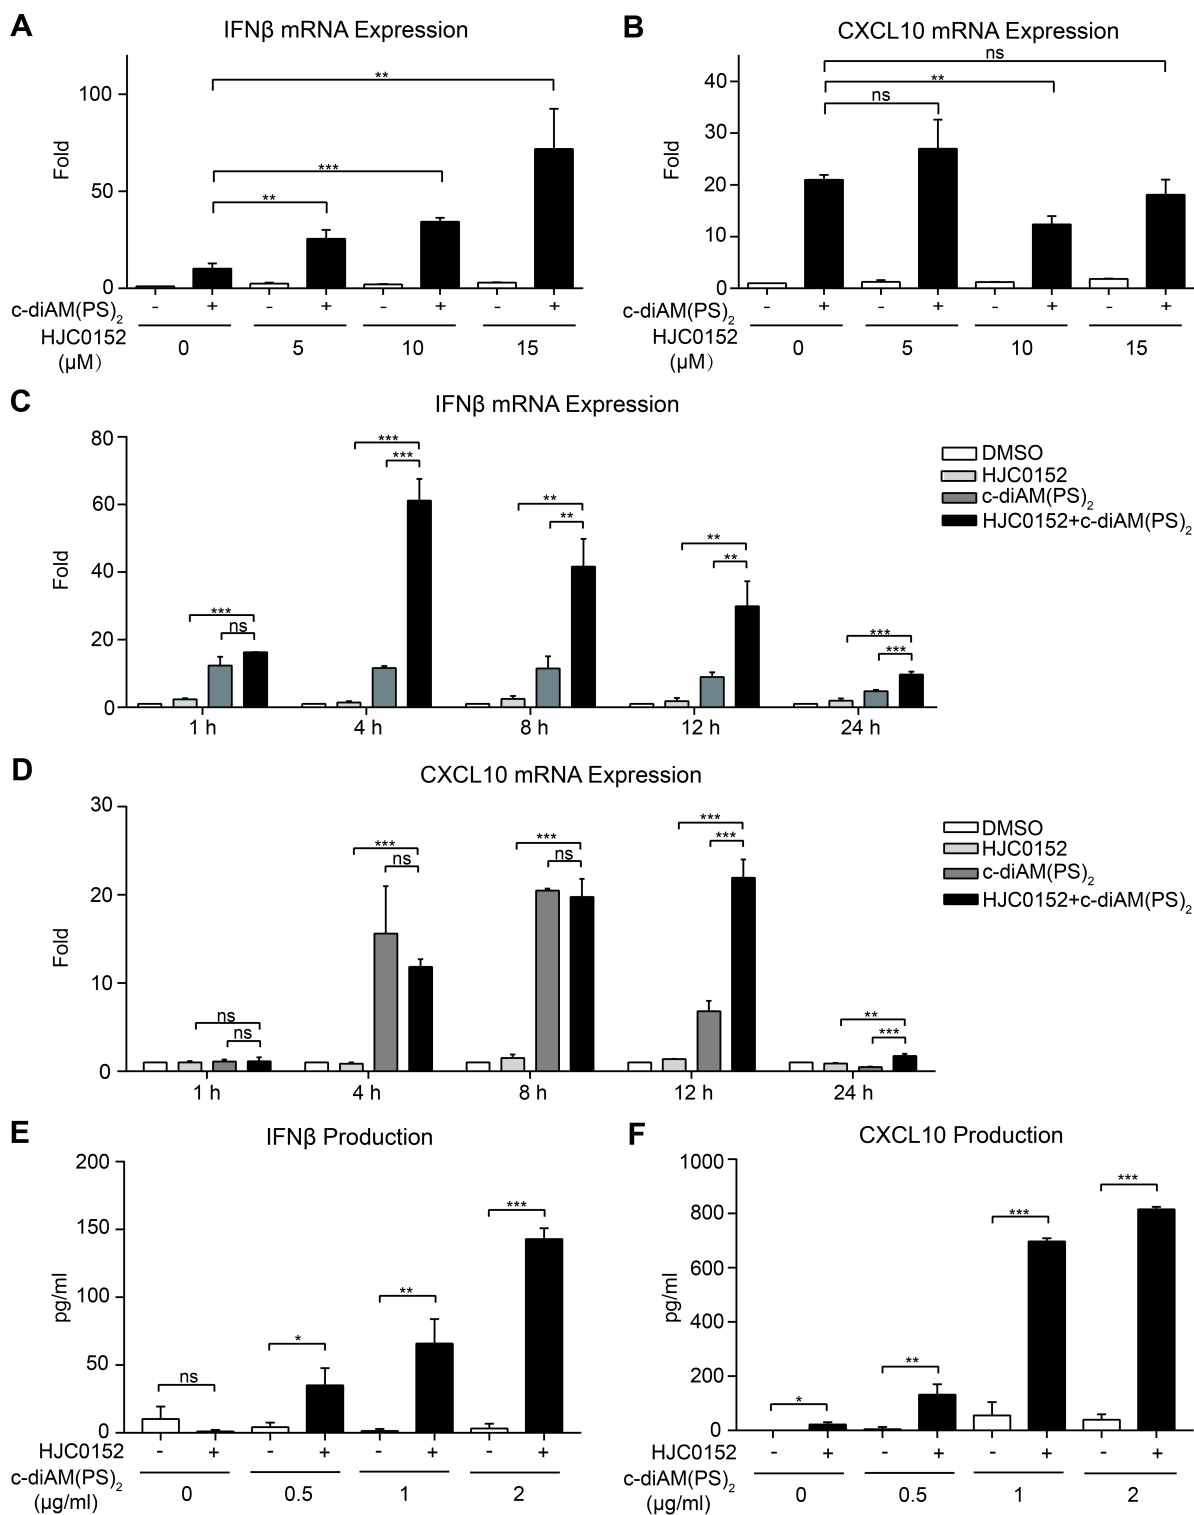 A
IFNβ mRNA Expression
Fold
100
50
0
**
***
**
c-diAM(PS)2 - + - + - + - +
HJC0152 (μM) 0 5 10 15
B
CXCL10 mRNA Expression
Fold
40
30
20
10
0
ns
**
ns
c-diAM(PS)2 - + - + - + - +
HJC0152 (μM) 0 5 10 15
C
IFNβ mRNA Expression
Fold
80
60
40
20
0
***
ns
***
***
**
**
**
**
***
***
1 h 4 h 8 h 12 h 24 h
DMSO
HJC0152
c-diAM(PS)2
HJC0152+c-diAM(PS)2
D
CXCL10 mRNA Expression
Fold
30
20
10
0
ns
ns
***
ns
***
ns
***
***
**
***
1 h 4 h 8 h 12 h 24 h
DMSO
HJC0152
c-diAM(PS)2
HJC0152+c-diAM(PS)2
E
IFNβ Production
pg/ml
200
150
100
50
0
ns
*
**
***
HJC0152 - + - + - + - +
c-diAM(PS)2 (μg/ml) 0 0.5 1 2
F
CXCL10 Production
pg/ml
1000
800
600
400
200
0
*
**
***
***
HJC0152 - + - + - + - +
c-diAM(PS)2 (μg/ml) 0 0.5 1 2